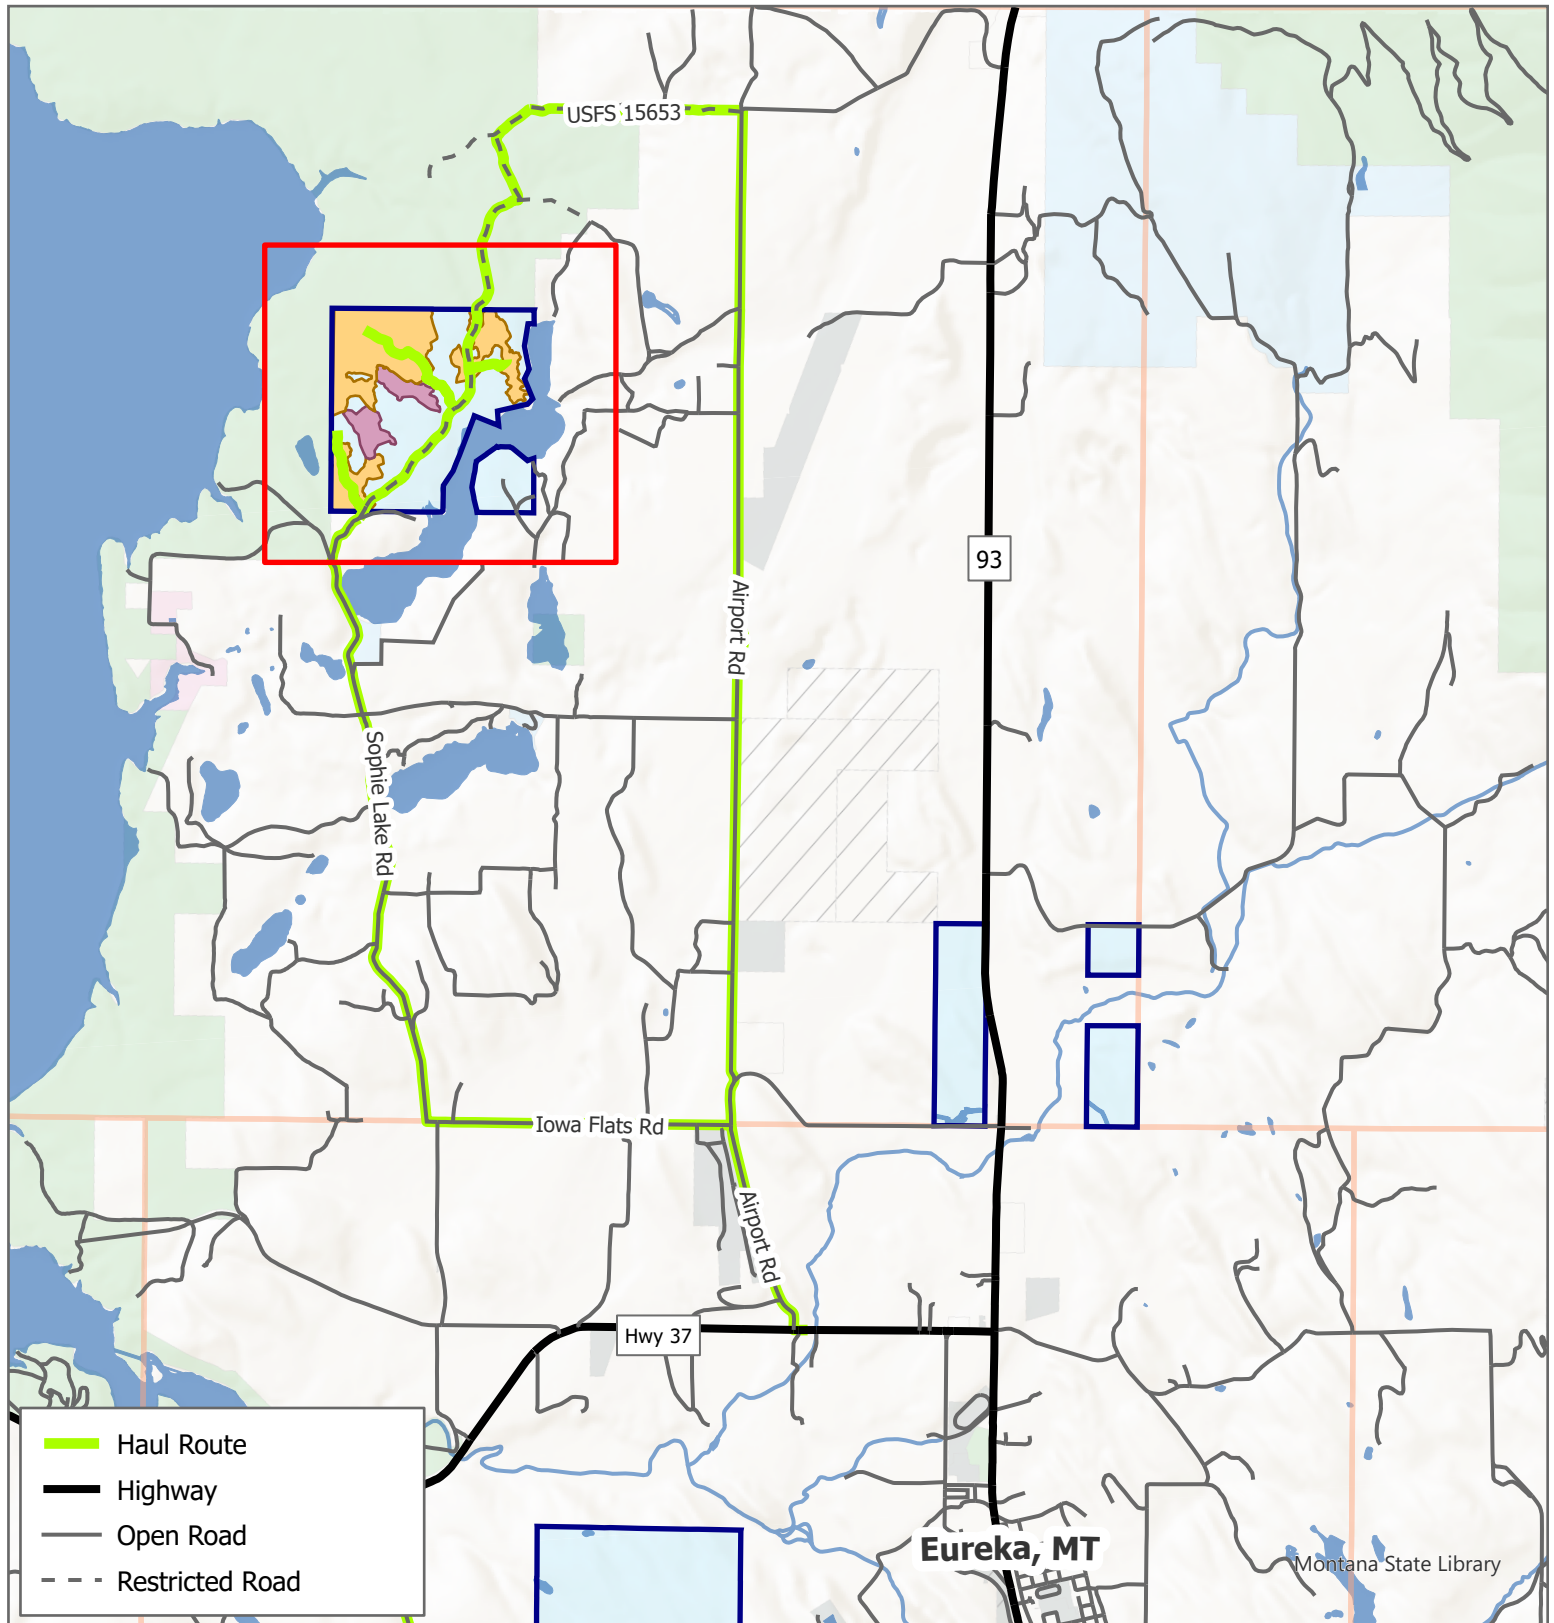 USFS 15653
93
Airport Rd
Sophie Lake Rd
Iowa Flats Rd
Airport Rd
Hwy 37
Haul Route
Highway
Open Road
Restricted Road
Eureka, MT
Montana State Library